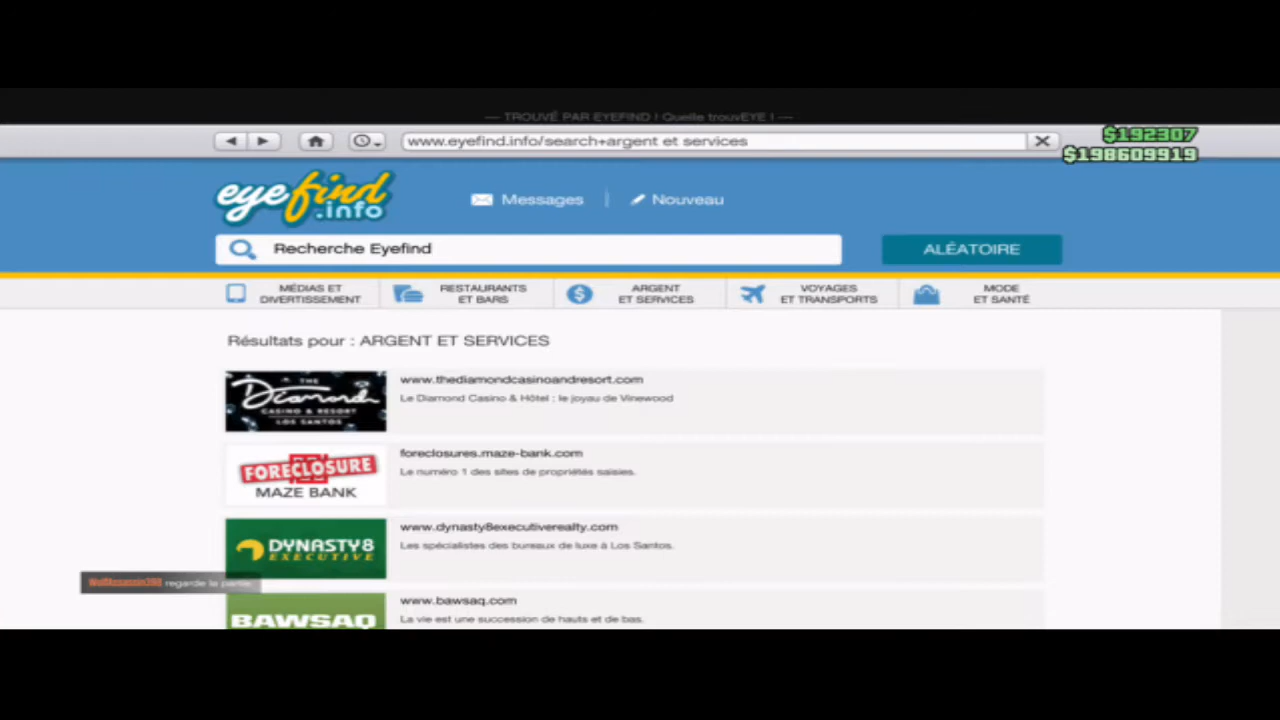 — TROUVÉ PAR EYEFIND ! Quelle trouvEYE ! —
www.eyefind.info/search+argent et services
$192307
$198609919
eyefind.info
Messages
Nouveau
Recherche Eyefind
ALÉATOIRE
MÉDIAS ET
DIVERTISSEMENT
RESTAURANTS
ET BARS
ARGENT
ET SERVICES
VOYAGES
ET TRANSPORTS
MODE
ET SANTÉ
Résultats pour : ARGENT ET SERVICES
THE
Diamond
CASINO & RESORT
LOS SANTOS
www.thediamondcasinoandresort.com
Le Diamond Casino & Hôtel : le joyau de Vinewood
FORECLOSURE
MAZE BANK
foreclosures.maze-bank.com
Le numéro 1 des sites de propriétés saisies.
DYNASTY8
EXECUTIVE
www.dynasty8executiverealty.com
Les spécialistes des bureaux de luxe à Los Santos.
regarde la partie.
BAWSAQ
www.bawsaq.com
La vie est une succession de hauts et de bas.